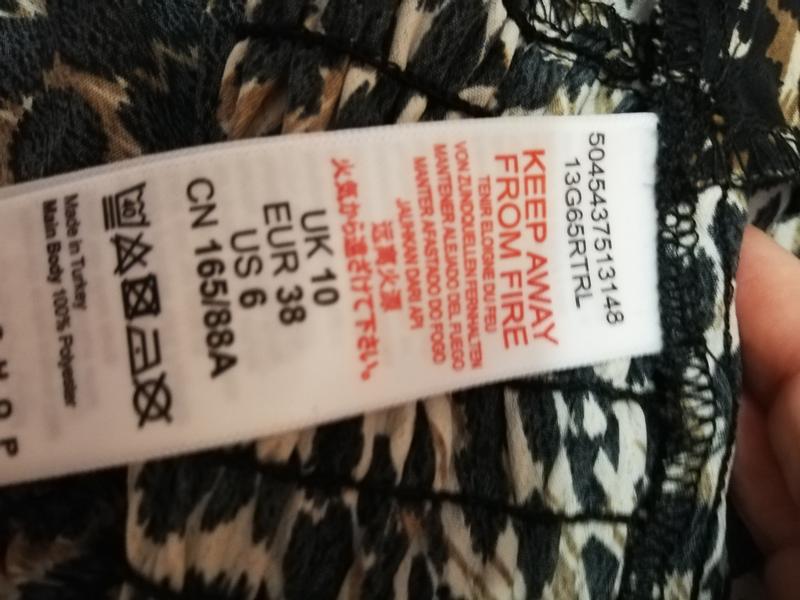 5045437513148
13G65RTRL
KEEP AWAY
FROM FIRE
TENIR ELOIGNE DU FEU
VON ZUNDQUELLEN FERNHALTEN
MANTENER ALEJADO DEL FUEGO
MANTER AFASTADO DO FOGO
JAUHKAN DARI API
远离火源
火気から遠ざけて下さい。
UK 10
EUR 38
US 6
CN 165/88A
40
Made in Turkey
Main Body 100% Polyester